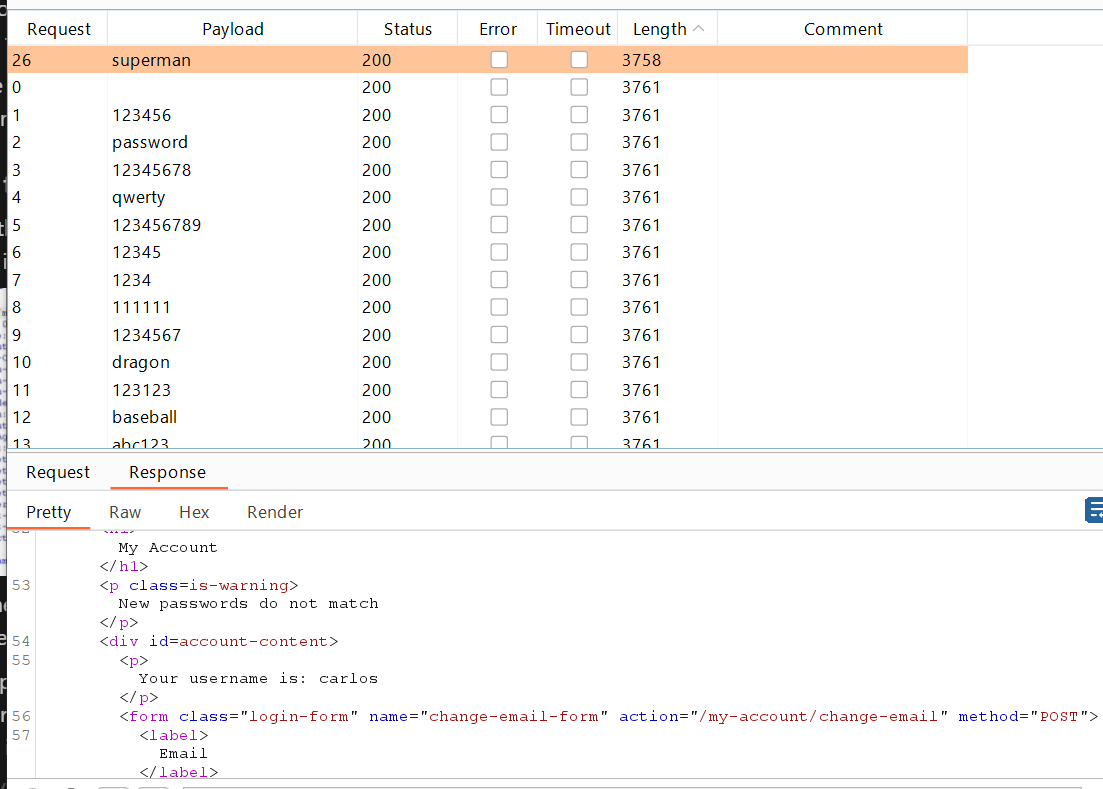 Request Payload Status Error Timeout Length Comment
26 superman 200 3758
0 200 3761
1 123456 200 3761
2 password 200 3761
3 12345678 200 3761
4 qwerty 200 3761
5 123456789 200 3761
6 12345 200 3761
7 1234 200 3761
8 111111 200 3761
9 1234567 200 3761
10 dragon 200 3761
11 123123 200 3761
12 baseball 200 3761
13 abc123 200 3761
Request Response
Pretty Raw Hex Render
52 <h1>
My Account
</h1>
53 <p class=is-warning>
New passwords do not match
</p>
54 <div id=account-content>
55 <p>
Your username is: carlos
</p>
56 <form class="login-form" name="change-email-form" action="/my-account/change-email" method="POST">
57 <label>
Email
</label>